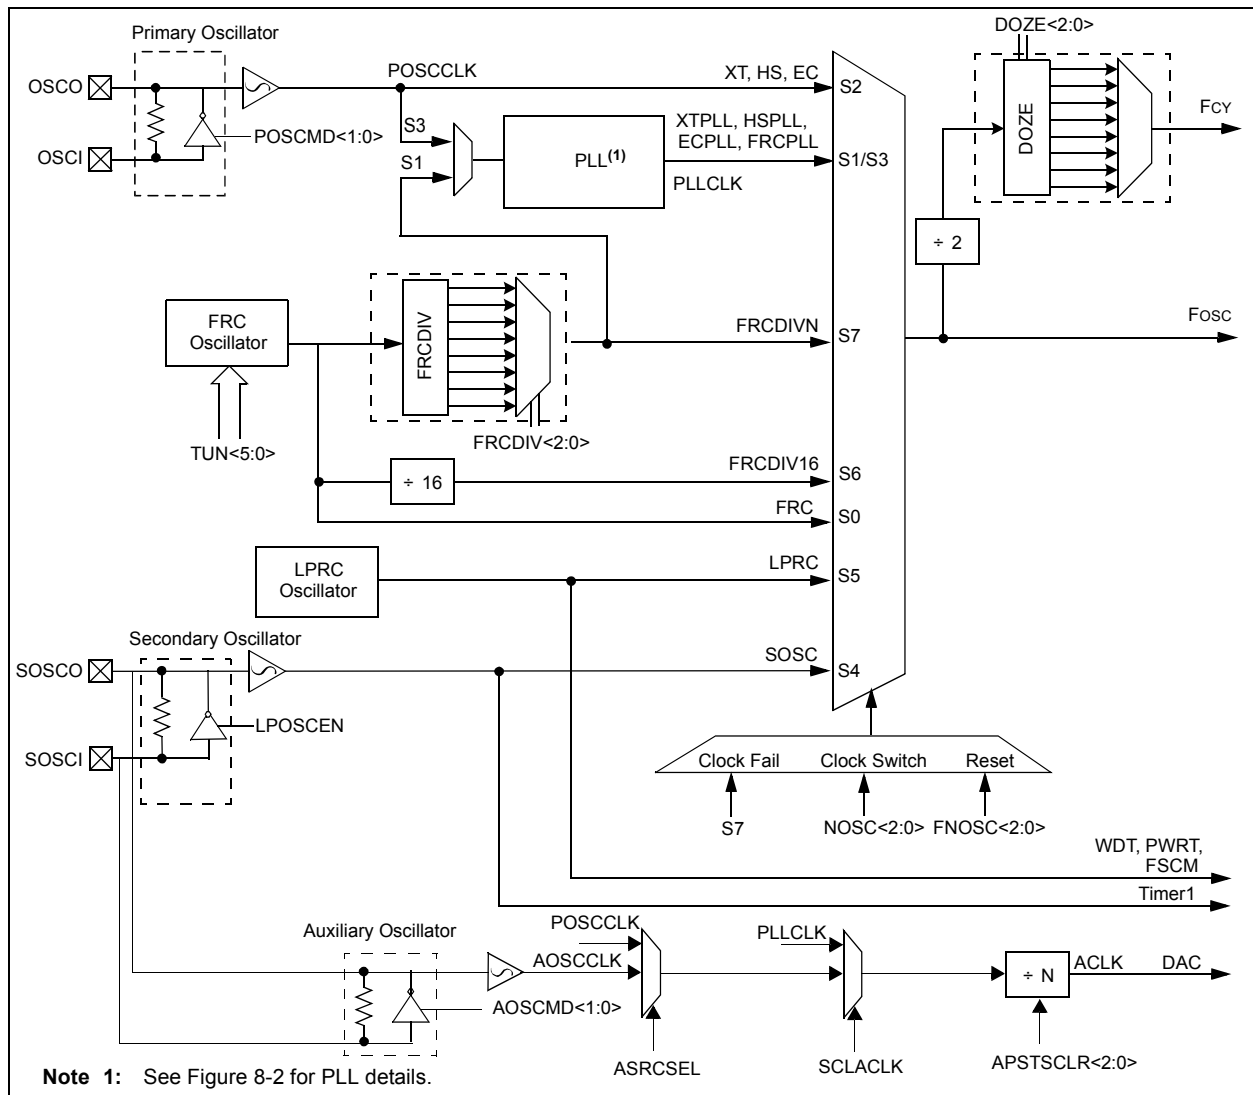 DOZE<2:0>
Primary Oscillator
OSCO
POSCCLK
XT, HS, EC
S2
FCY
DOZE
OSCI
POSCMD<1:0>
S3
S1
PLL(1)
XTPLL, HSPLL,
ECPLL, FRCPLL
PLLCLK
S1/S3
÷ 2
FRC
Oscillator
FRCDIV
FRCDIVN
S7
FOSC
TUN<5:0>
FRCDIV<2:0>
÷ 16
FRCDIV16
S6
FRC
S0
LPRC
Oscillator
LPRC
S5
Secondary Oscillator
SOSCO
SOSC
S4
LPOSCEN
SOSCI
Clock Fail
Clock Switch
Reset
S7
NOSC<2:0>
FNOSC<2:0>
WDT, PWRT,
FSCM
Timer1
Auxiliary Oscillator
POSCCLK
AOSCCLK
PLLCLK
÷ N
ACLK
DAC
AOSCMD<1:0>
ASRCSEL
SCLACLK
APSTSCLR<2:0>
Note 1: See Figure 8-2 for PLL details.